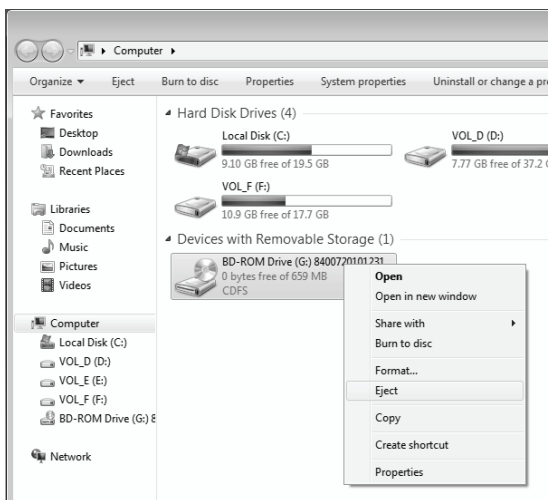 Computer
Organize Eject Burn to disc Properties System properties Uninstall or change a pr
Favorites
Desktop
Downloads
Recent Places
Libraries
Documents
Music
Pictures
Videos
Computer
Local Disk (C:)
VOL_D (D:)
VOL_E (E:)
VOL_F (F:)
BD-ROM Drive (G:) 8
Network
Hard Disk Drives (4)
Local Disk (C:)
9.10 GB free of 19.5 GB
VOL_D (D:)
7.77 GB free of 37.2
VOL_F (F:)
10.9 GB free of 17.7 GB
Devices with Removable Storage (1)
BD-ROM Drive (G:) 8400720101231
0 bytes free of 659 MB
CDFS
Open
Open in new window
Share with
Burn to disc
Format...
Eject
Copy
Create shortcut
Properties